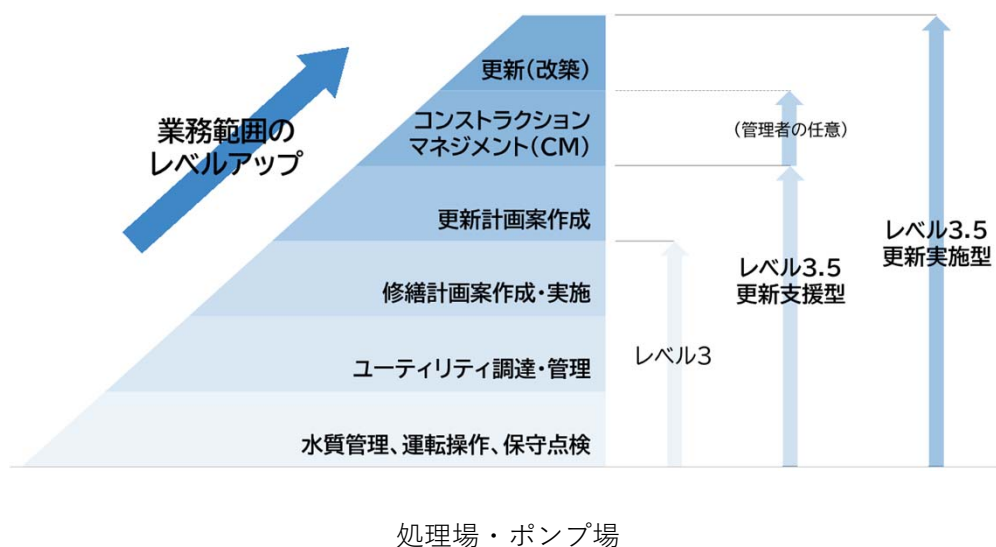 更新(改築)
コンストラクション
マネジメント(CM)
(管理者の任意)
業務範囲の
レベルアップ
更新計画案作成
レベル3.5
更新実施型
レベル3.5
更新支援型
修繕計画案作成・実施
レベル3
ユーティリティ調達・管理
水質管理、運転操作、保守点検
処理場・ポンプ場